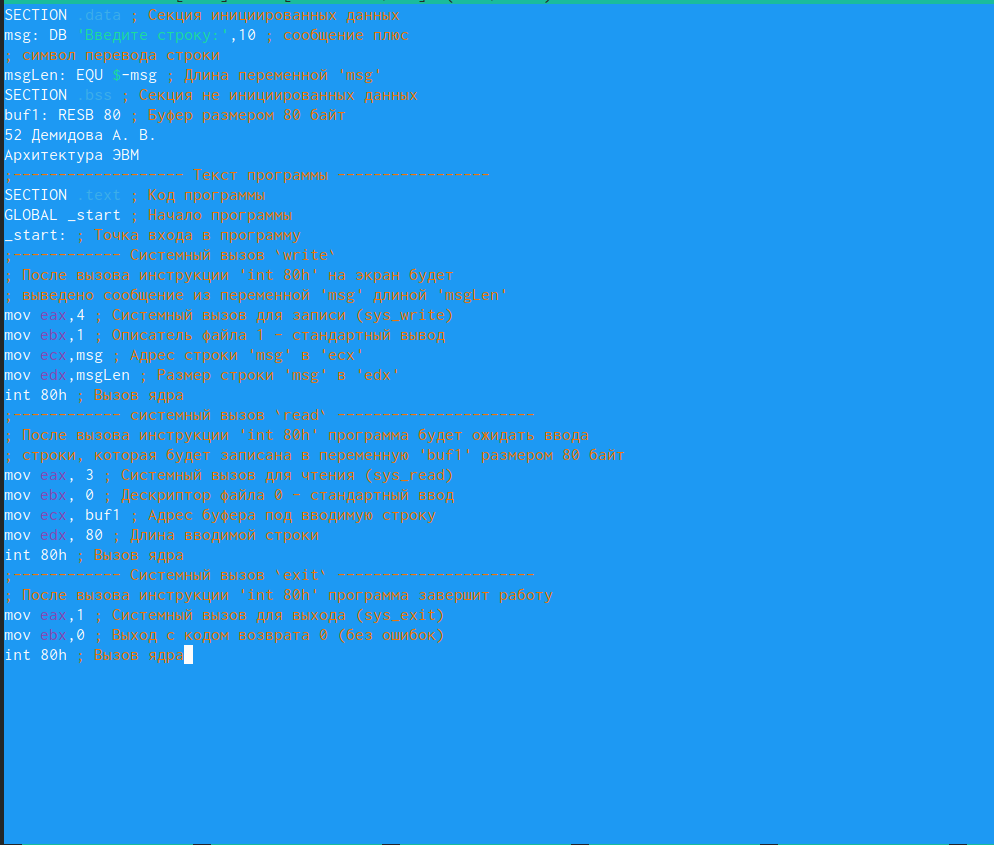 SECTION .data ; Секция инициированных данных
msg: DB 'Введите строку:',10 ; сообщение плюс
; символ перевода строки
msgLen: EQU $-msg ; Длина переменной 'msg'
SECTION .bss ; Секция не инициированных данных
buf1: RESB 80 ; Буфер размером 80 байт
52 Демидова А. В.
Архитектура ЭВМ
;------------------- Текст программы -----------------
SECTION .text ; Код программы
GLOBAL _start ; Начало программы
_start: ; Точка входа в программу
;------------ Системный вызов `write`
; После вызова инструкции 'int 80h' на экран будет
; выведено сообщение из переменной 'msg' длиной 'msgLen'
mov eax,4 ; Системный вызов для записи (sys_write)
mov ebx,1 ; Описатель файла 1 - стандартный вывод
mov ecx,msg ; Адрес строки 'msg' в 'ecx'
mov edx,msgLen ; Размер строки 'msg' в 'edx'
int 80h ; Вызов ядра
;------------ системный вызов `read` ----------------------
; После вызова инструкции 'int 80h' программа будет ожидать ввода
; строки, которая будет записана в переменную 'buf1' размером 80 байт
mov eax, 3 ; Системный вызов для чтения (sys_read)
mov ebx, 0 ; Дескриптор файла 0 - стандартный ввод
mov ecx, buf1 ; Адрес буфера под вводимую строку
mov edx, 80 ; Длина вводимой строки
int 80h ; Вызов ядра
;------------ Системный вызов `exit` ----------------------
; После вызова инструкции 'int 80h' программа завершит работу
mov eax,1 ; Системный вызов для выхода (sys_exit)
mov ebx,0 ; Выход с кодом возврата 0 (без ошибок)
int 80h ; Вызов ядра